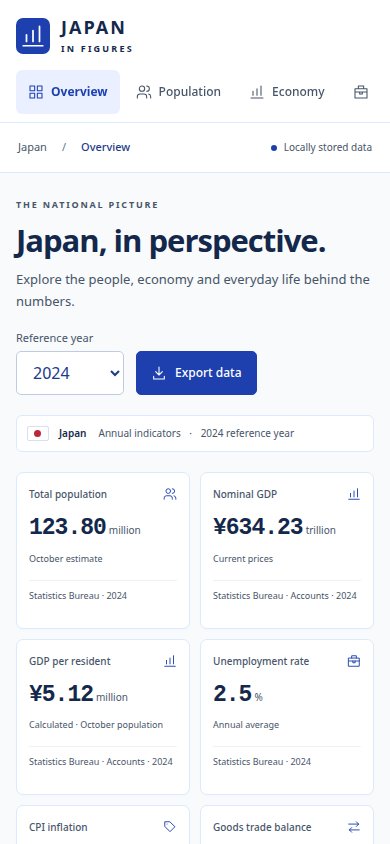 JAPAN
IN FIGURES
Overview
Population
Economy
Japan / Overview
Locally stored data
THE NATIONAL PICTURE
Japan, in perspective.
Explore the people, economy and everyday life behind the
numbers.
Reference year
2024
Export data
Japan Annual indicators · 2024 reference year
Total population
123.80 million
October estimate
Statistics Bureau · 2024
Nominal GDP
¥634.23 trillion
Current prices
Statistics Bureau · Accounts · 2024
GDP per resident
¥5.12 million
Calculated · October population
Statistics Bureau · Accounts · 2024
Unemployment rate
2.5 %
Annual average
Statistics Bureau · 2024
CPI inflation
Goods trade balance